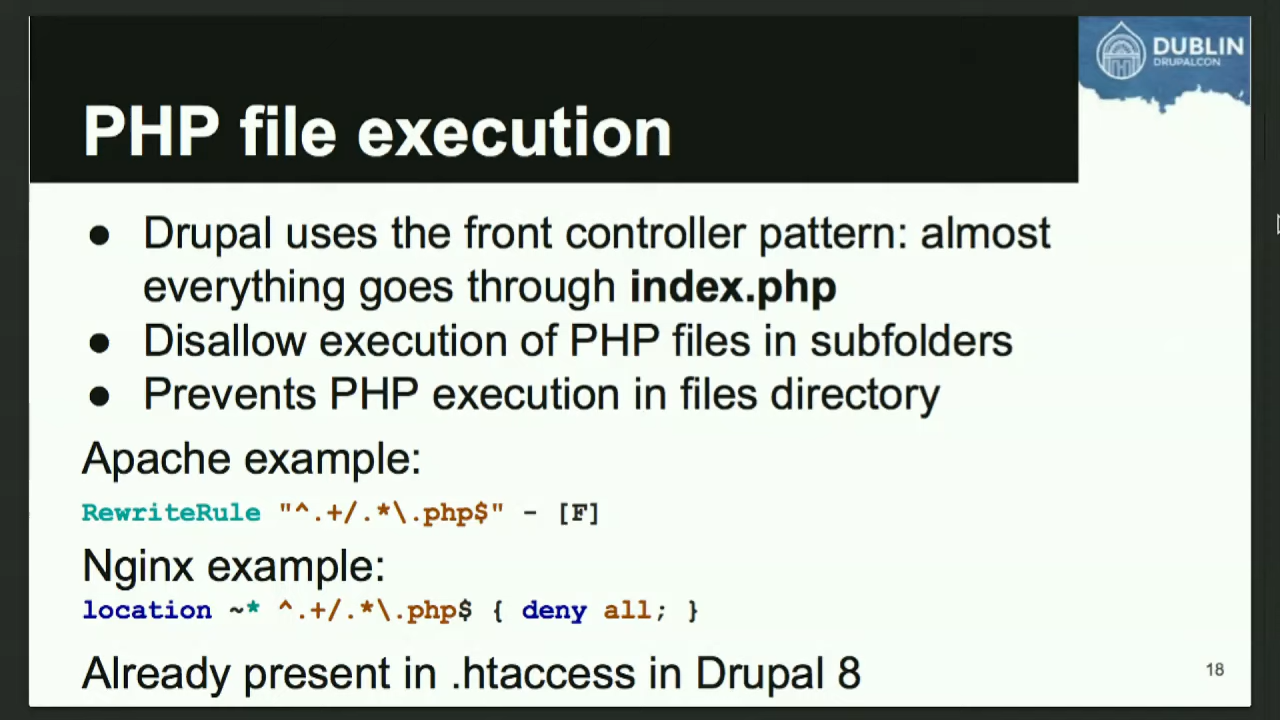 DUBLIN
DRUPALCON
PHP file execution
● Drupal uses the front controller pattern: almost
everything goes through index.php
● Disallow execution of PHP files in subfolders
● Prevents PHP execution in files directory
Apache example:
RewriteRule "^.+/.*\.php$" - [F]
Nginx example:
location ~* ^.+/.*\.php$ { deny all; }
Already present in .htaccess in Drupal 8
18